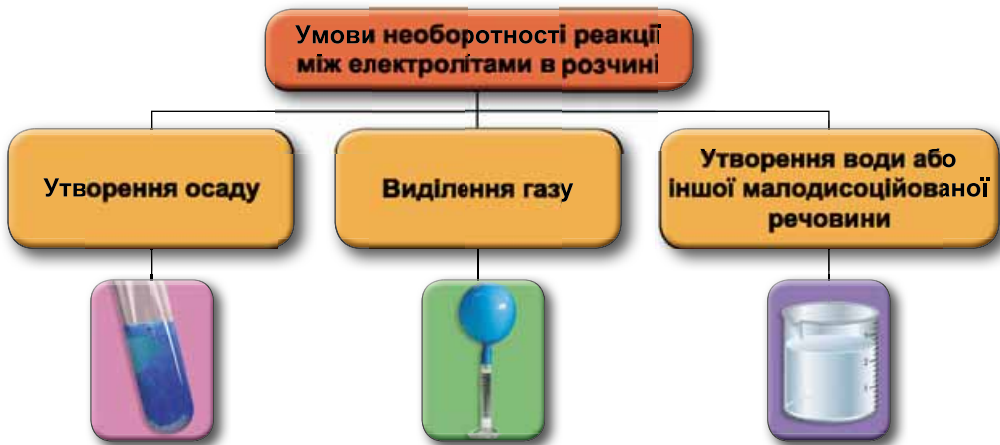 Умови необоротності реакції
між електролітами в розчині
Утворення осаду
Виділення газу
Утворення води або
іншої малодисоційованої
речовини